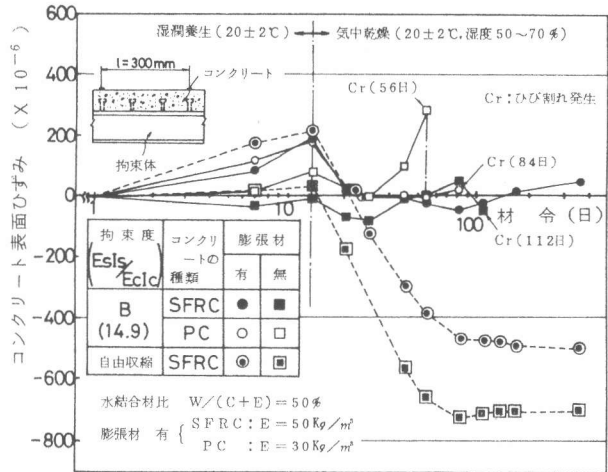 コンクリート表面ひずみ (×10⁻⁶)
600
400
200
0
-200
-400
-600
-800
湿潤養生(20±2℃)
気中乾燥(20±2℃,湿度50~70%)
l=300mm
コンクリート
拘束体
Cr(56日)
Cr:ひび割れ発生
Cr(84日)
10
100
材 令(日)
Cr(112日)
拘束度 (EsIs/EcIc)
コンクリートの種類
膨張材
有 無
B (14.9)
SFRC
PC
自由収縮 SFRC
水結合材比 W/(C+E)=50%
膨張材 有 { SFRC:E=50Kg/m³
PC:E=30Kg/m³